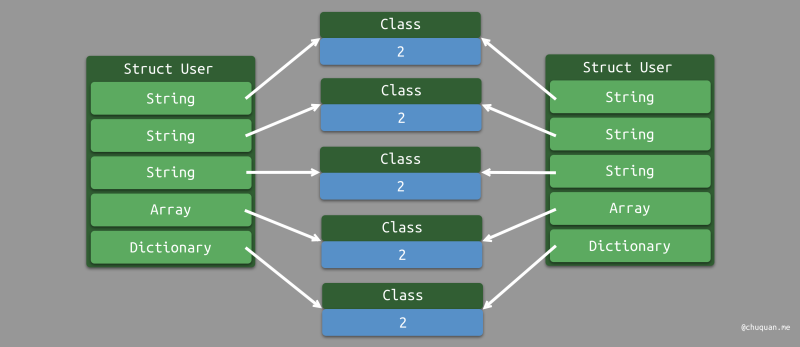 Struct User
String
String
String
Array
Dictionary
Class
2
Class
2
Class
2
Class
2
Class
2
Struct User
String
String
String
Array
Dictionary
@chuquan.me